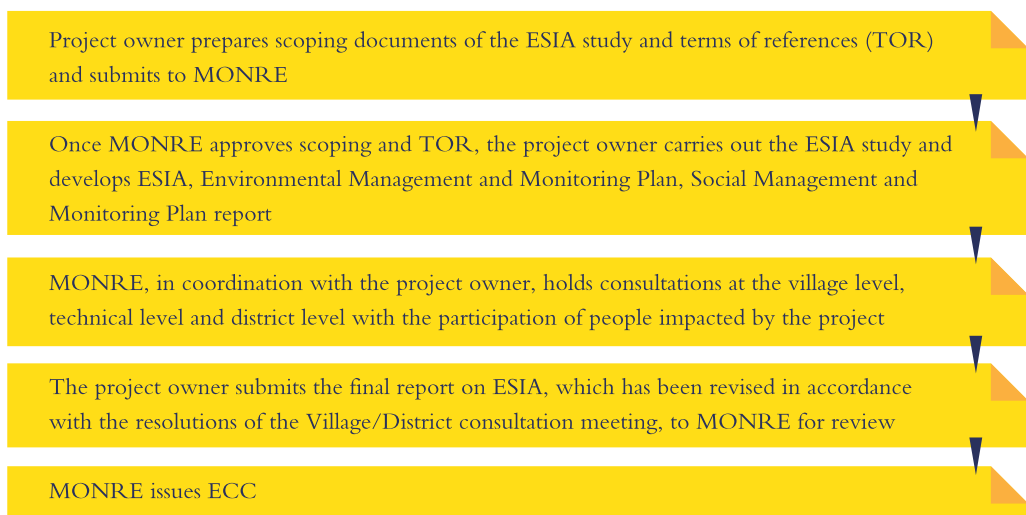 Project owner prepares scoping documents of the ESIA study and terms of references (TOR)
and submits to MONRE
Once MONRE approves scoping and TOR, the project owner carries out the ESIA study and
develops ESIA, Environmental Management and Monitoring Plan, Social Management and
Monitoring Plan report
MONRE, in coordination with the project owner, holds consultations at the village level,
technical level and district level with the participation of people impacted by the project
The project owner submits the final report on ESIA, which has been revised in accordance
with the resolutions of the Village/District consultation meeting, to MONRE for review
MONRE issues ECC